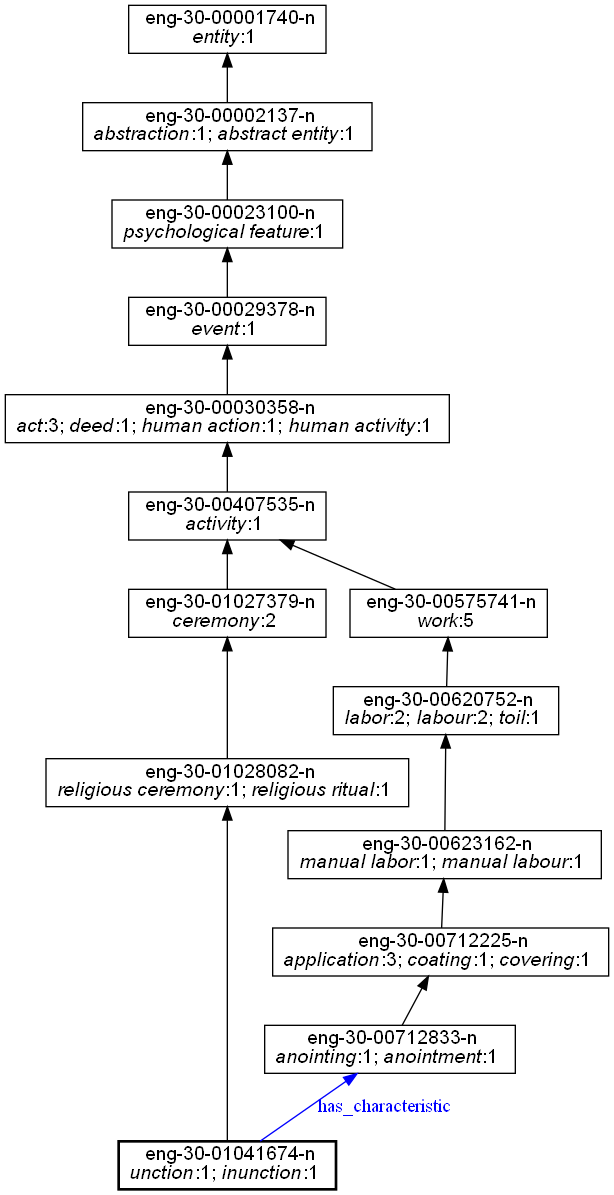 eng-30-00001740-n
entity:1
eng-30-00002137-n
abstraction:1; abstract entity:1
eng-30-00023100-n
psychological feature:1
eng-30-00029378-n
event:1
eng-30-00030358-n
act:3; deed:1; human action:1; human activity:1
eng-30-00407535-n
activity:1
eng-30-01027379-n
ceremony:2
eng-30-00575741-n
work:5
eng-30-00620752-n
labor:2; labour:2; toil:1
eng-30-01028082-n
religious ceremony:1; religious ritual:1
eng-30-00623162-n
manual labor:1; manual labour:1
eng-30-00712225-n
application:3; coating:1; covering:1
eng-30-00712833-n
anointing:1; anointment:1
has_characteristic
eng-30-01041674-n
unction:1; inunction:1